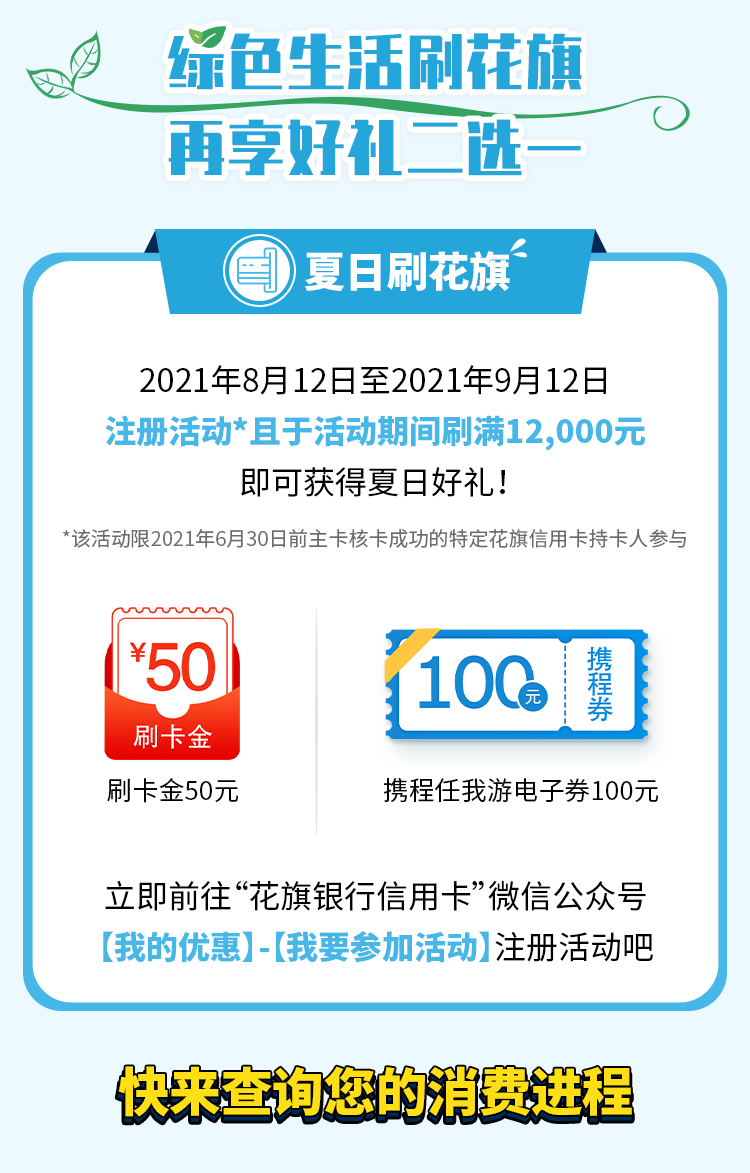 绿色生活刷花旗
再享好礼二选一
夏日刷花旗
2021年8月12日至2021年9月12日
注册活动*且于活动期间刷满12,000元
即可获得夏日好礼！
*该活动限2021年6月30日前主卡核卡成功的特定花旗信用卡持卡人参与
¥50
刷卡金
100元
携程券
刷卡金50元
携程任我游电子券100元
立即前往“花旗银行信用卡”微信公众号
【我的优惠】-【我要参加活动】注册活动吧
快来查询您的消费进程